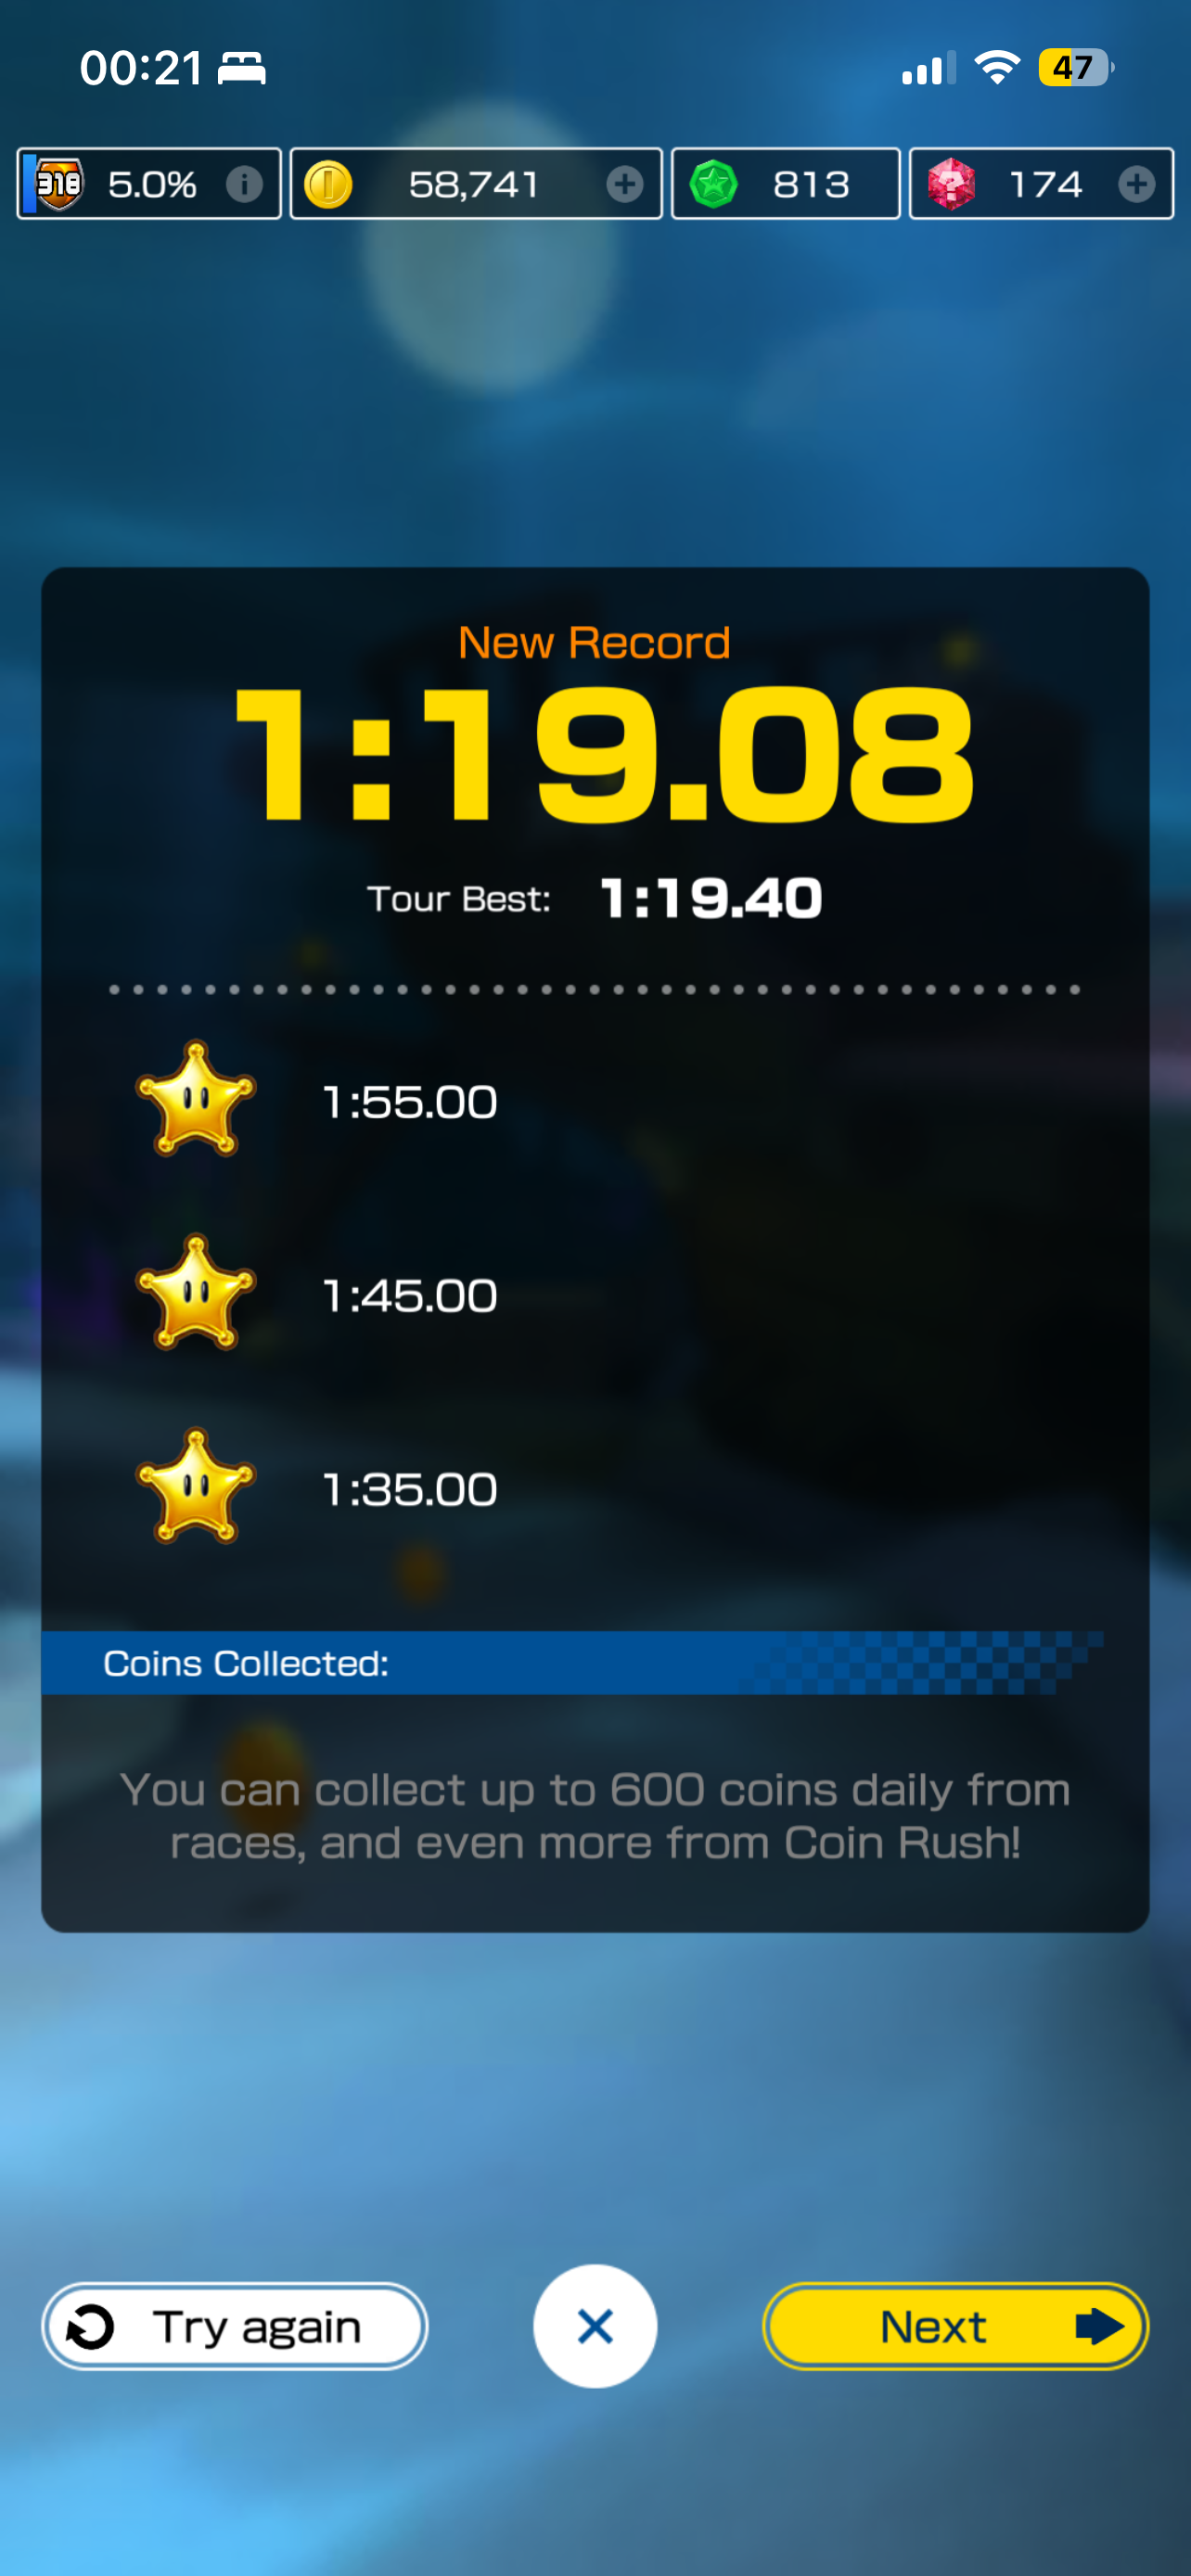 00:21 47
318 5.0% i 58,741 + 813 ? 174 +
New Record
1:19.08
Tour Best: 1:19.40
1:55.00
1:45.00
1:35.00
Coins Collected:
You can collect up to 600 coins daily from
races, and even more from Coin Rush!
Try again × Next